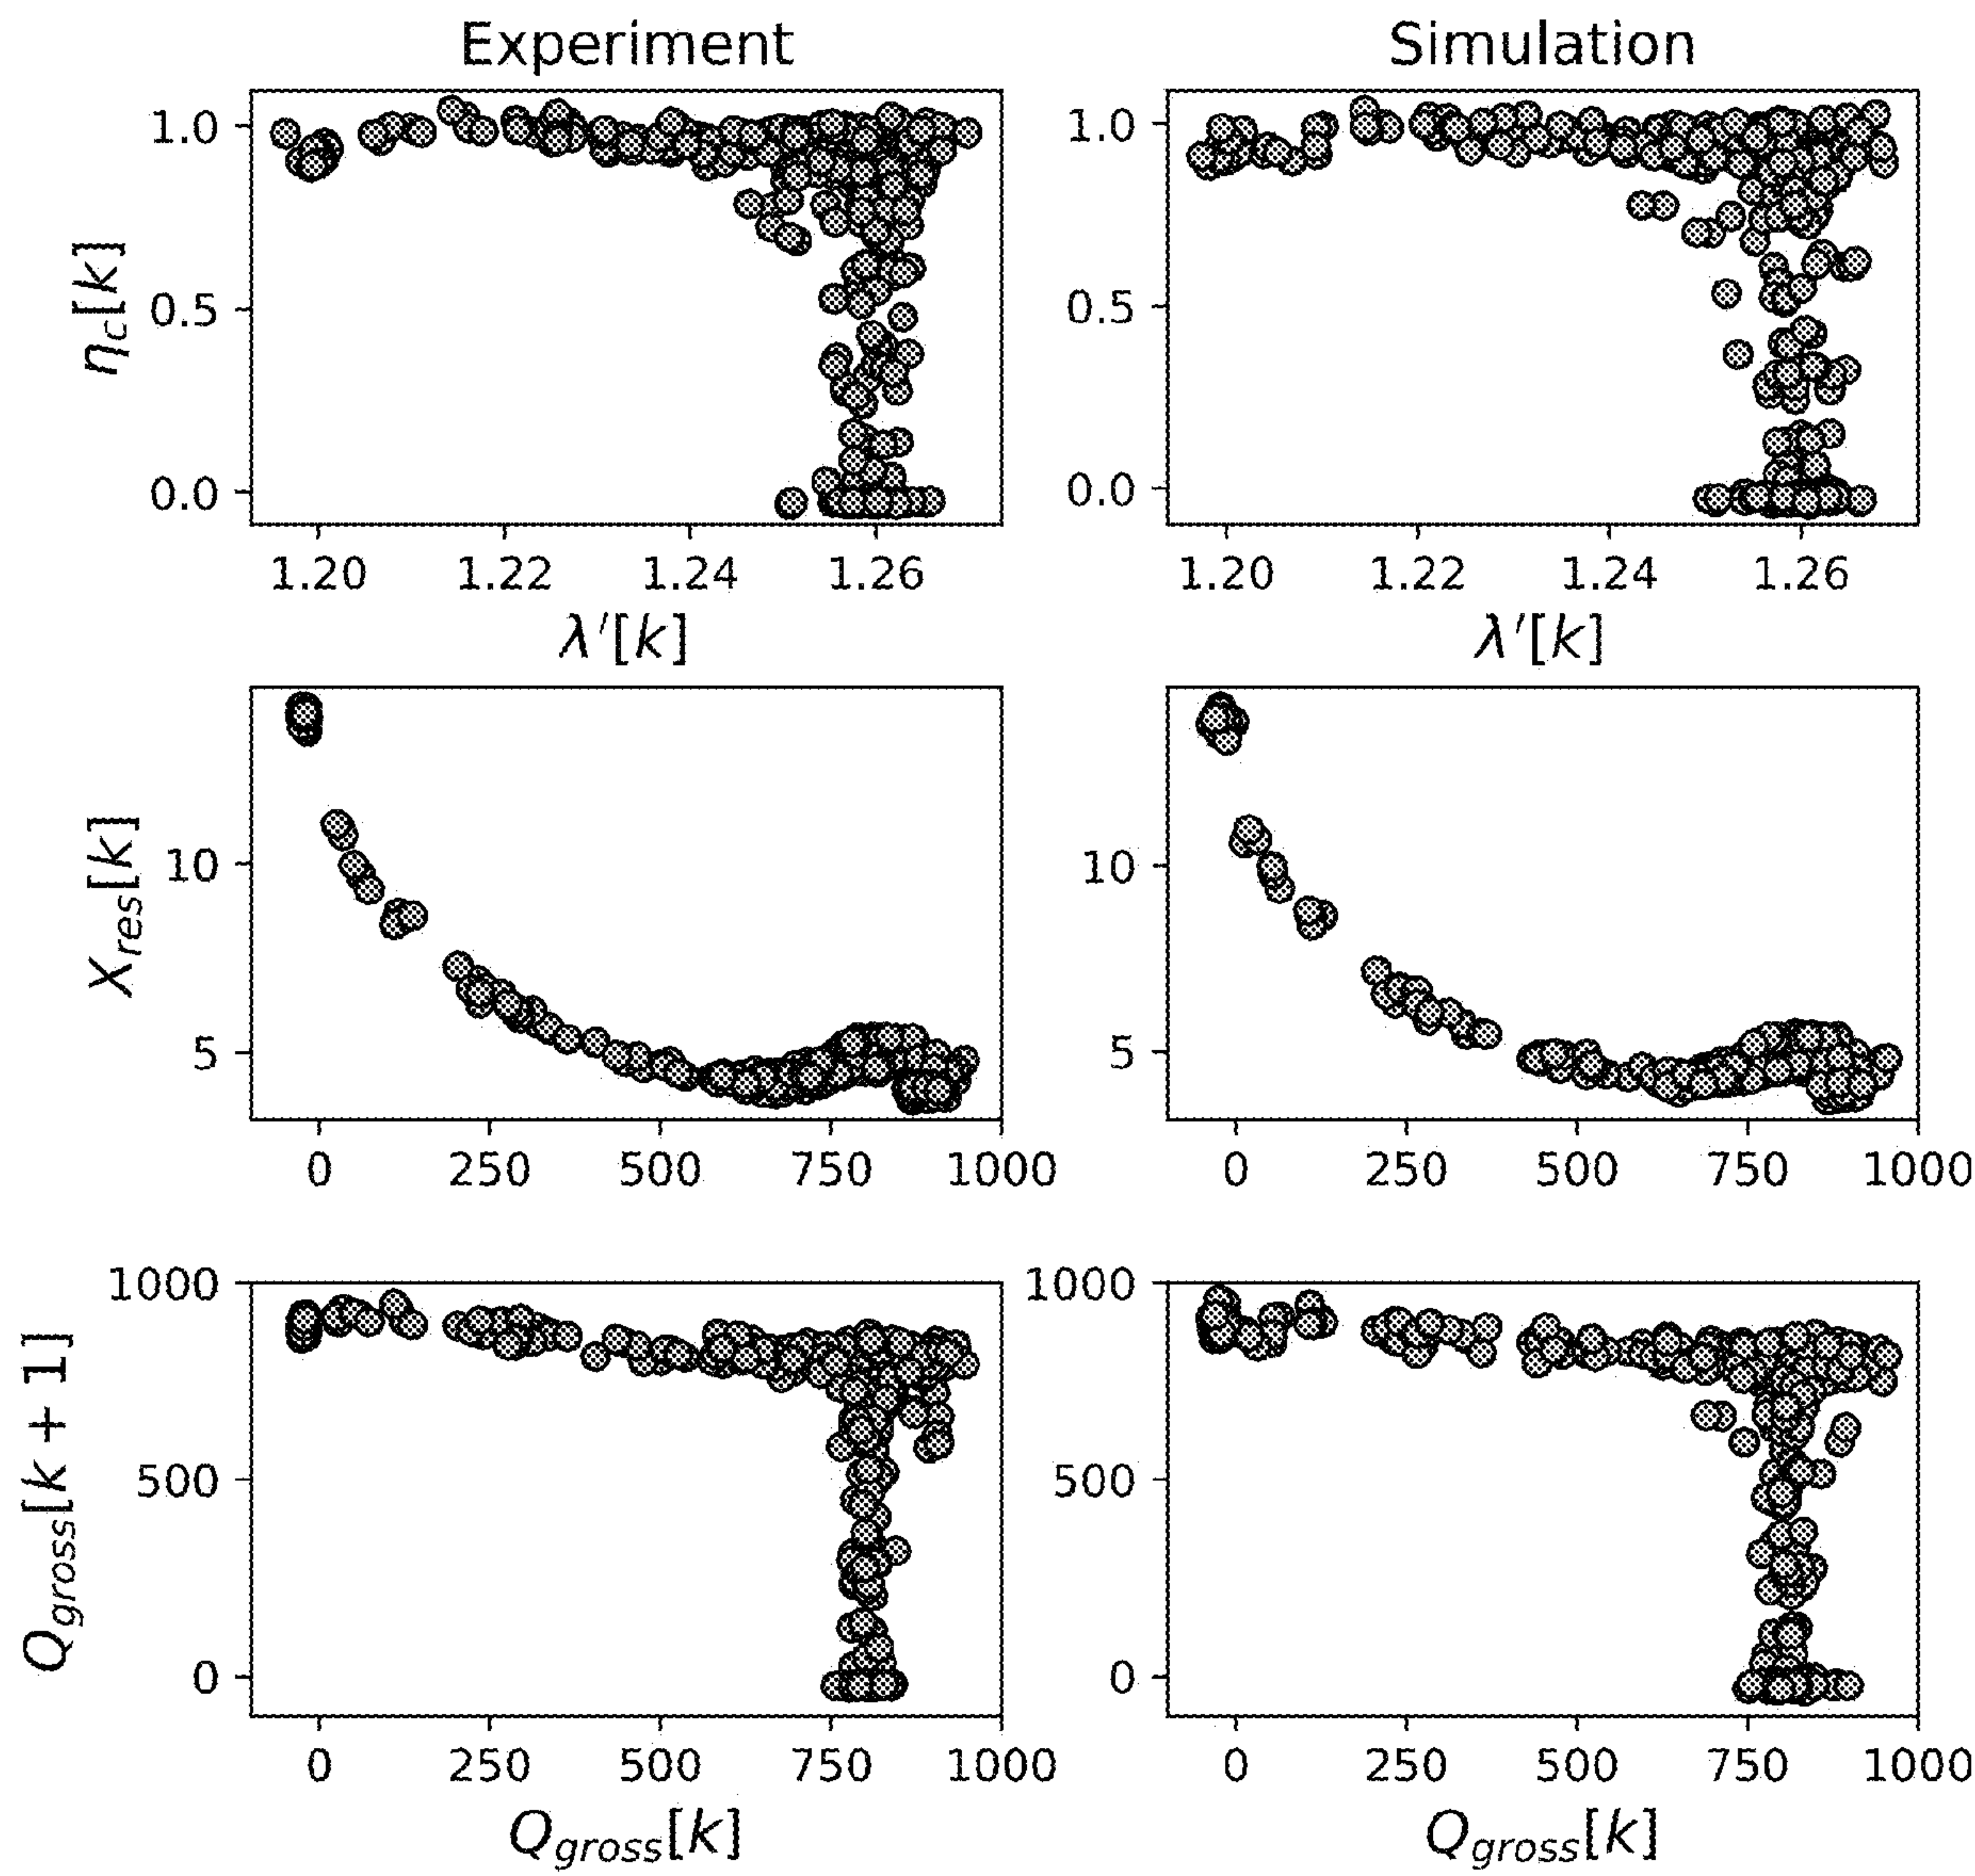 Experiment Simulation
1.0 1.0
η_c[k]
0.5 0.5
0.0 0.0
1.20 1.22 1.24 1.26 1.20 1.22 1.24 1.26
λ'[k] λ'[k]
X_res[k]
10 10
5 5
0 250 500 750 1000 0 250 500 750 1000
1000 1000
Q_gross[k + 1]
500 500
0 0
0 250 500 750 1000 0 250 500 750 1000
Q_gross[k] Q_gross[k]